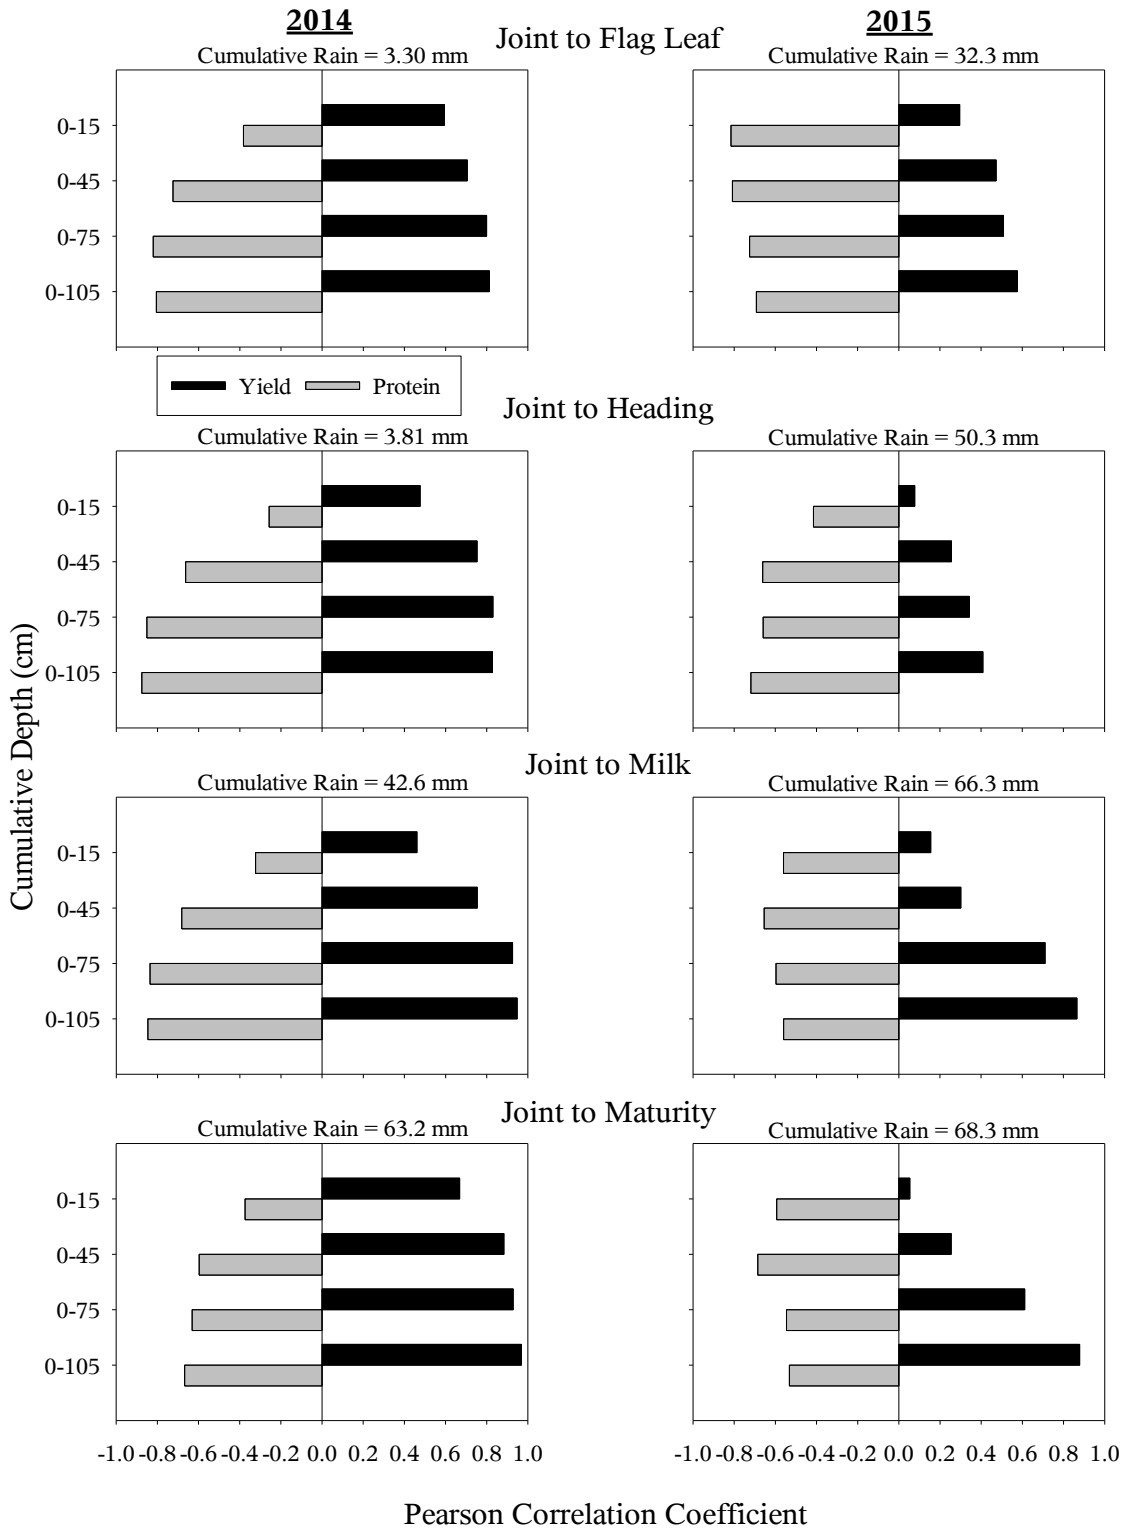 2014
2015
Joint to Flag Leaf
Cumulative Rain = 3.30 mm
Cumulative Rain = 32.3 mm
0-15
0-45
0-75
0-105
Yield
Protein
Joint to Heading
Cumulative Rain = 3.81 mm
Cumulative Rain = 50.3 mm
0-15
0-45
0-75
0-105
Cumulative Depth (cm)
Joint to Milk
Cumulative Rain = 42.6 mm
Cumulative Rain = 66.3 mm
0-15
0-45
0-75
0-105
Joint to Maturity
Cumulative Rain = 63.2 mm
Cumulative Rain = 68.3 mm
0-15
0-45
0-75
0-105
-1.0 -0.8 -0.6 -0.4 -0.2 0.0 0.2 0.4 0.6 0.8 1.0
-1.0 -0.8 -0.6 -0.4 -0.2 0.0 0.2 0.4 0.6 0.8 1.0
Pearson Correlation Coefficient